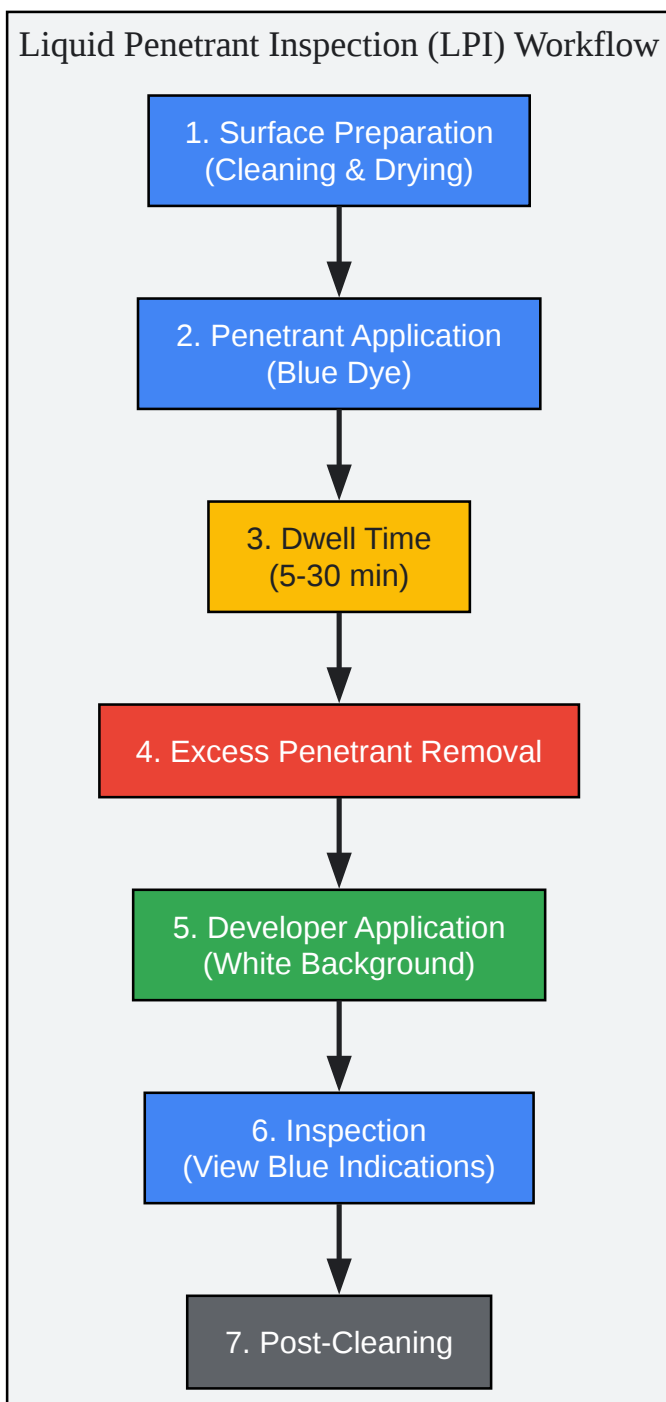 Liquid Penetrant Inspection (LPI) Workflow
1. Surface Preparation
(Cleaning & Drying)
2. Penetrant Application
(Blue Dye)
3. Dwell Time
(5-30 min)
4. Excess Penetrant Removal
5. Developer Application
(White Background)
6. Inspection
(View Blue Indications)
7. Post-Cleaning